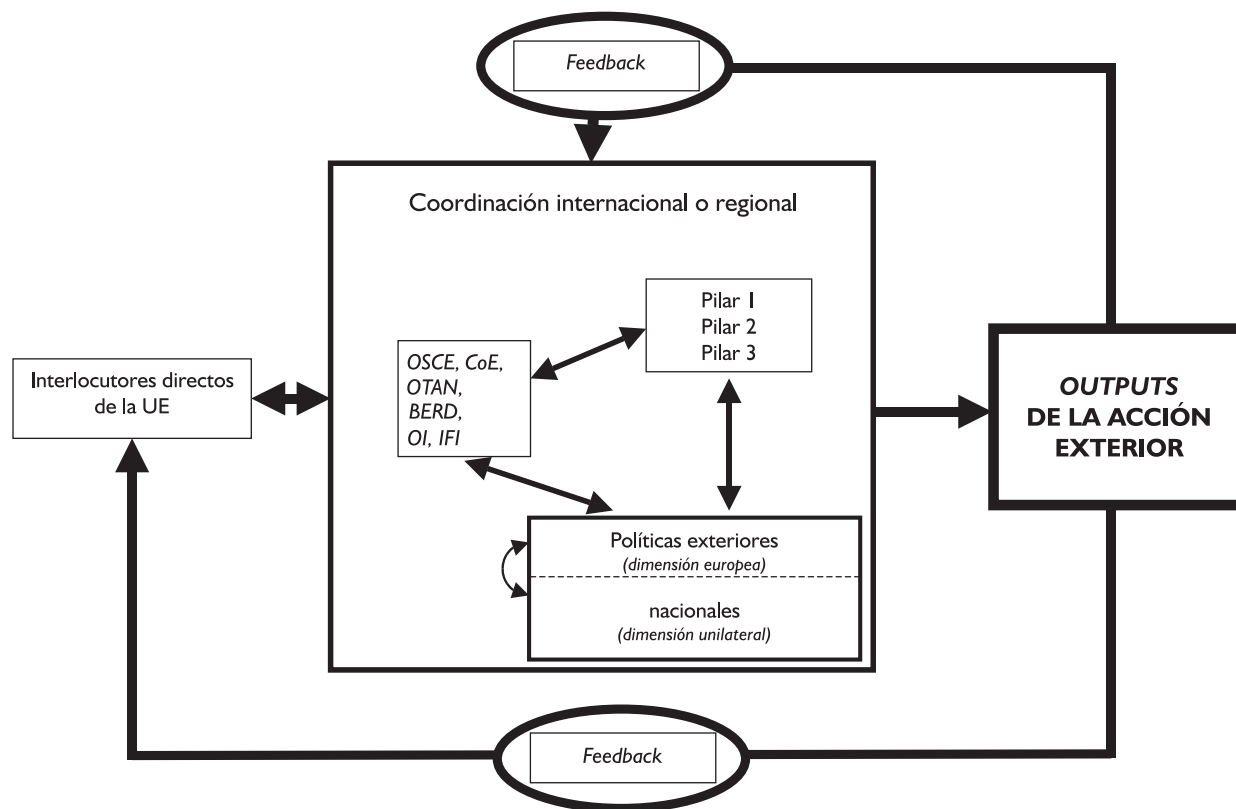 Feedback
Coordinación internacional o regional
Pilar 1
Pilar 2
Pilar 3
OSCE, CoE,
OTAN,
BERD,
OI, IFI
Interlocutores directos
de la UE
OUTPUTS
DE LA ACCIÓN
EXTERIOR
Políticas exteriores
(dimensión europea)
nacionales
(dimensión unilateral)
Feedback